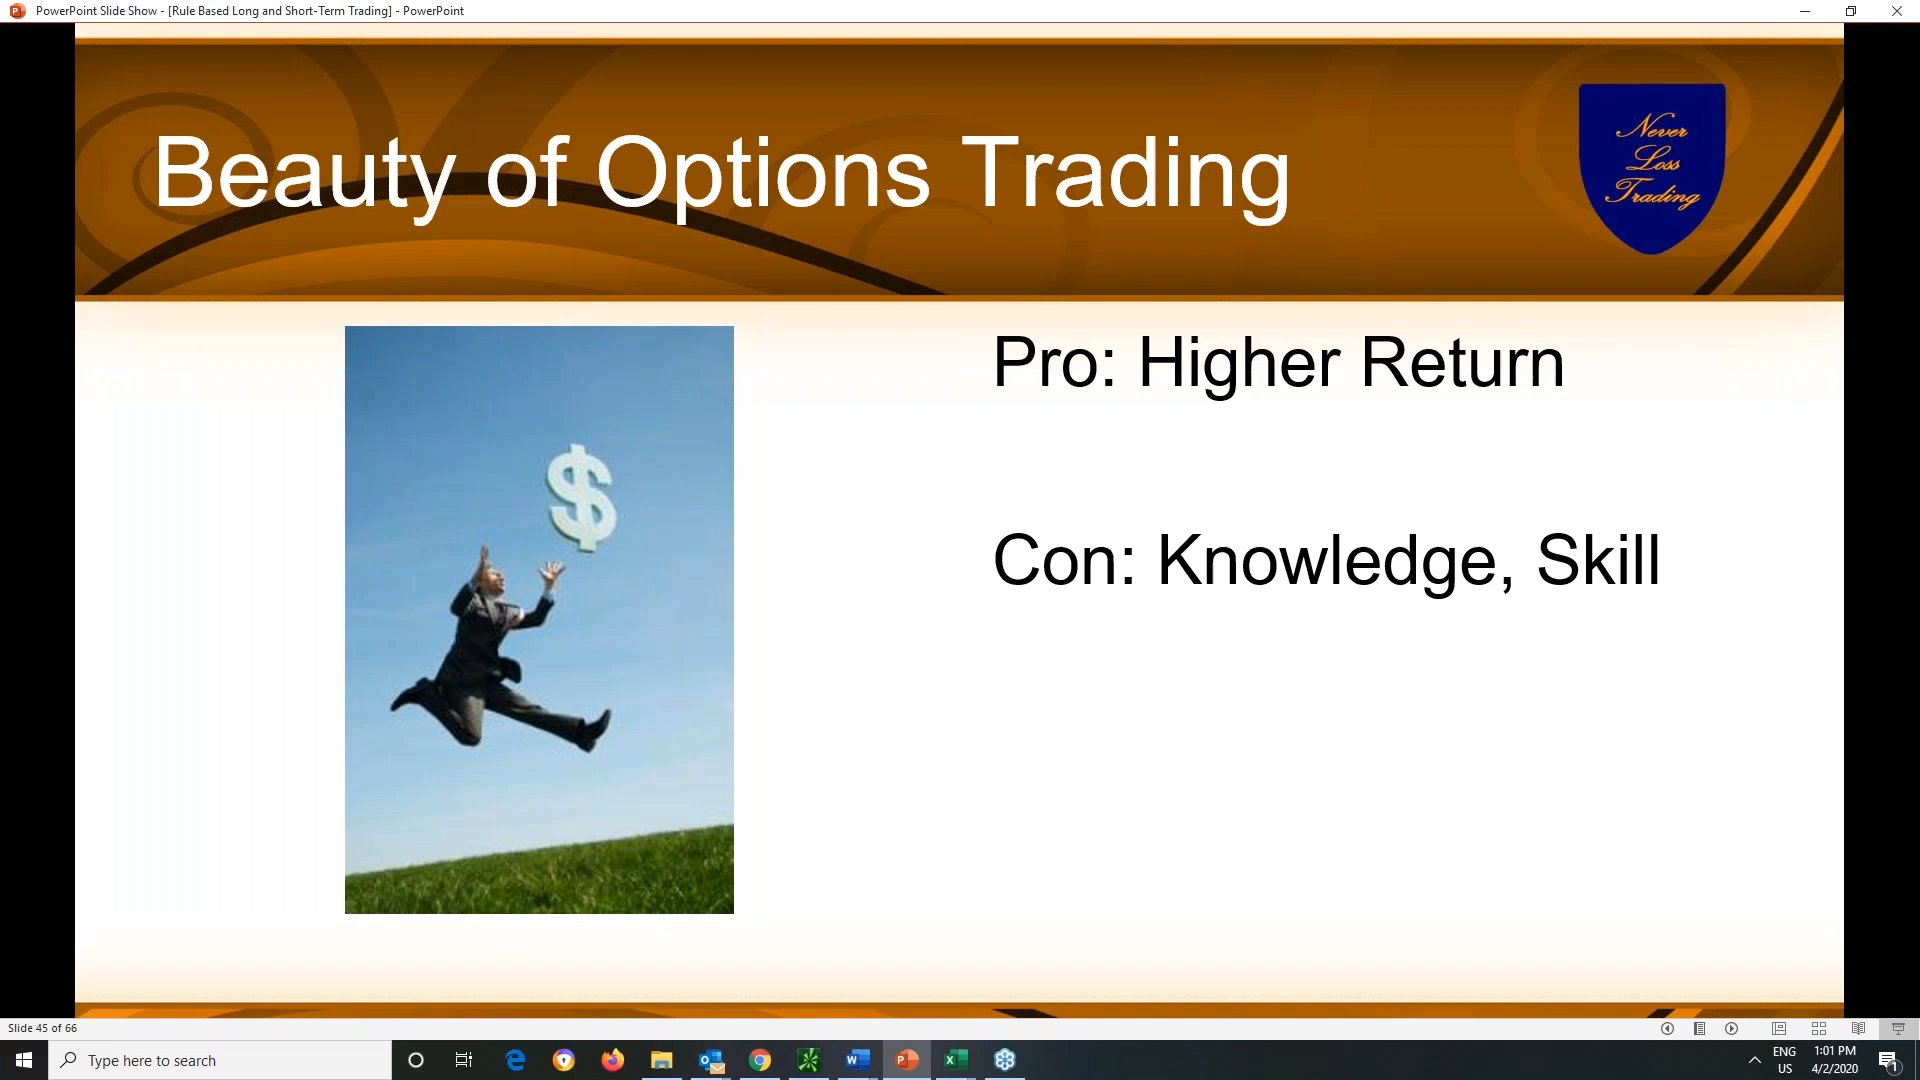 PowerPoint Slide Show - [Rule Based Long and Short-Term Trading] - PowerPoint
Beauty of Options Trading
Never
Loss
Trading
Pro: Higher Return
$
Con: Knowledge, Skill
Slide 45 of 66
Type here to search
ENG
US
1:01 PM
4/2/2020
1